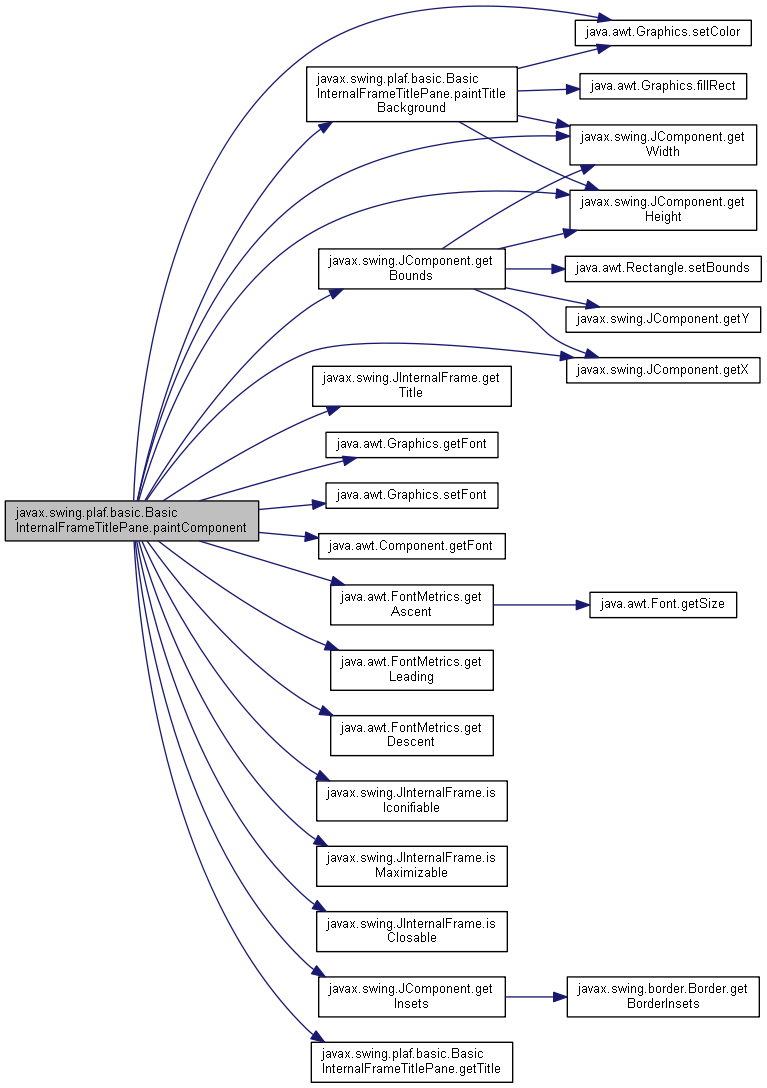 java.awt.Graphics.setColor
javax.swing.plaf.basic.Basic
InternalFrameTitlePane.paintTitle
Background
java.awt.Graphics.fillRect
javax.swing.JComponent.get
Width
javax.swing.JComponent.get
Height
javax.swing.JComponent.get
Bounds
java.awt.Rectangle.setBounds
javax.swing.JComponent.getY
javax.swing.JComponent.getX
javax.swing.JInternalFrame.get
Title
java.awt.Graphics.getFont
java.awt.Graphics.setFont
javax.swing.plaf.basic.Basic
InternalFrameTitlePane.paintComponent
java.awt.Component.getFont
java.awt.FontMetrics.get
Ascent
java.awt.Font.getSize
java.awt.FontMetrics.get
Leading
java.awt.FontMetrics.get
Descent
javax.swing.JInternalFrame.is
Iconifiable
javax.swing.JInternalFrame.is
Maximizable
javax.swing.JInternalFrame.is
Closable
javax.swing.JComponent.get
Insets
javax.swing.border.Border.get
BorderInsets
javax.swing.plaf.basic.Basic
InternalFrameTitlePane.getTitle